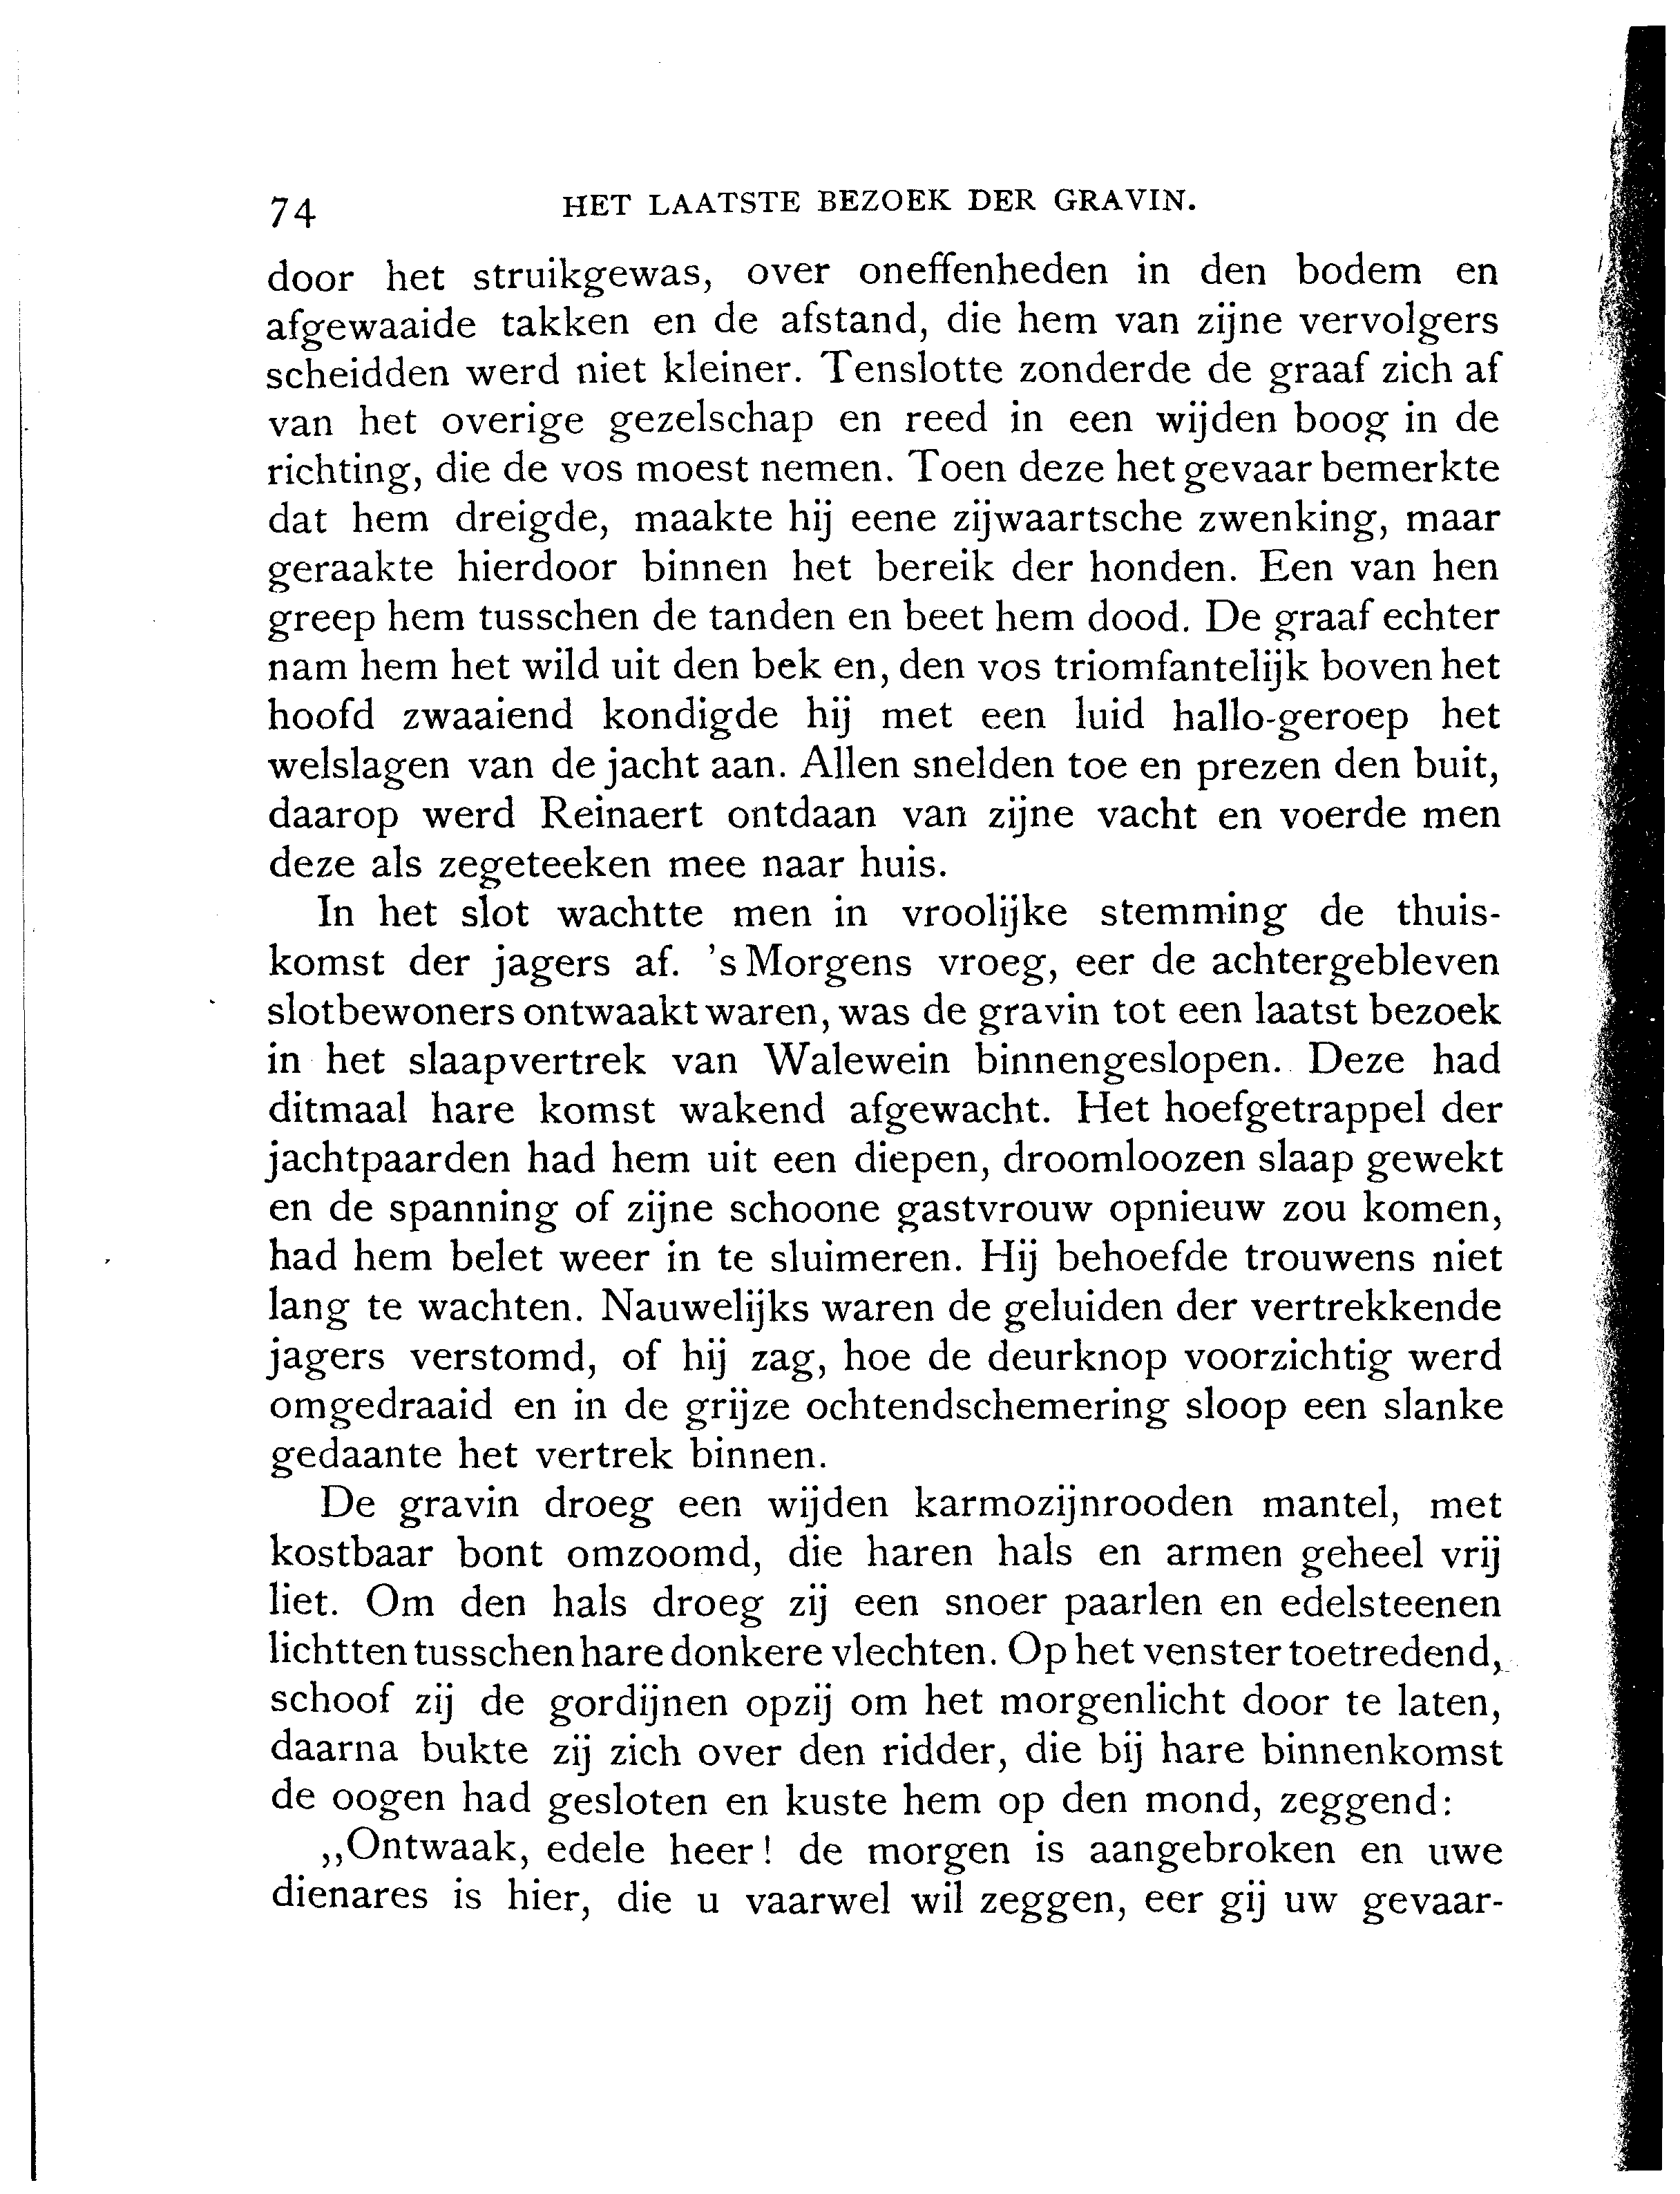 74 HET LAATSTE BEZOEK DER GRAVIN.
door het struikgewas, over oneffenheden in den bodem en
afgewaaide takken en de afstand, die hem van zijne vervolgers
scheidden werd niet kleiner. Tenslotte zonderde de graaf zich af
van het overige gezelschap en reed in een wijden boog in de
richting, die de vos moest nemen. Toen deze het gevaar bemerkte
dat hem dreigde, maakte hij eene zijwaartsche zwenking, maar
geraakte hierdoor binnen het bereik der honden. Een van hen
greep hem tusschen de tanden en beet hem dood. De graaf echter
nam hem het wild uit den bek en, den vos triomfantelijk boven het
hoofd zwaaiend kondigde hij met een luid hallo-geroep het
welslagen van de jacht aan. Allen snelden toe en prezen den buit,
daarop werd Reinaert ontdaan van zijne vacht en voerde men
deze als zegeteeken mee naar huis.
In het slot wachtte men in vroolijke stemming de thuis-
komst der jagers af. 's Morgens vroeg, eer de achtergebleven
slotbewoners ontwaakt waren, was de gravin tot een laatst bezoek
in het slaapvertrek van Walewein binnengeslopen. Deze had
ditmaal hare komst wakend afgewacht. Het hoefgetrappel der
jachtpaarden had hem uit een diepen, droomloozen slaap gewekt
en de spanning of zijne schoone gastvrouw opnieuw zou komen,
had hem belet weer in te sluimeren. Hij behoefde trouwens niet
lang te wachten. Nauwelijks waren de geluiden der vertrekkende
jagers verstomd, of hij zag, hoe de deurknop voorzichtig werd
omgedraaid en in de grijze ochtendschemering sloop een slanke
gedaante het vertrek binnen.
De gravin droeg een wijden karmozijnrooden mantel, met
kostbaar bont omzoomd, die haren hals en armen geheel vrij
liet. Om den hals droeg zij een snoer paarlen en edelsteenen
lichtten tusschen hare donkere vlechten. Op het venster toetredend,
schoof zij de gordijnen opzij om het morgenlicht door te laten,
daarna bukte zij zich over den ridder, die bij hare binnenkomst
de oogen had gesloten en kuste hem op den mond, zeggend:
,,Ontwaak, edele heer! de morgen is aangebroken en uwe
dienares is hier, die u vaarwel wil zeggen, eer gij uw gevaar-